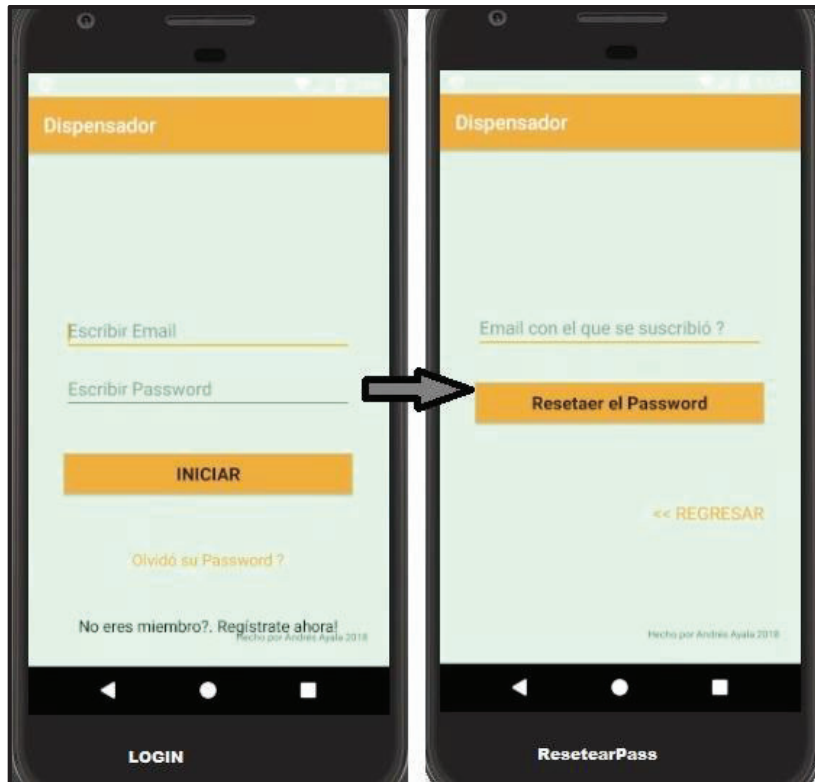 Dispensador
Escribir Email
Escribir Password
INICIAR
Olvidó su Password ?
No eres miembro?. Regístrate ahora!
Hecho por Andrés Ayala 2018
LOGIN
Dispensador
Email con el que se suscribió ?
Resetaer el Password
<< REGRESAR
Hecho por Andrés Ayala 2018
ResetearPass